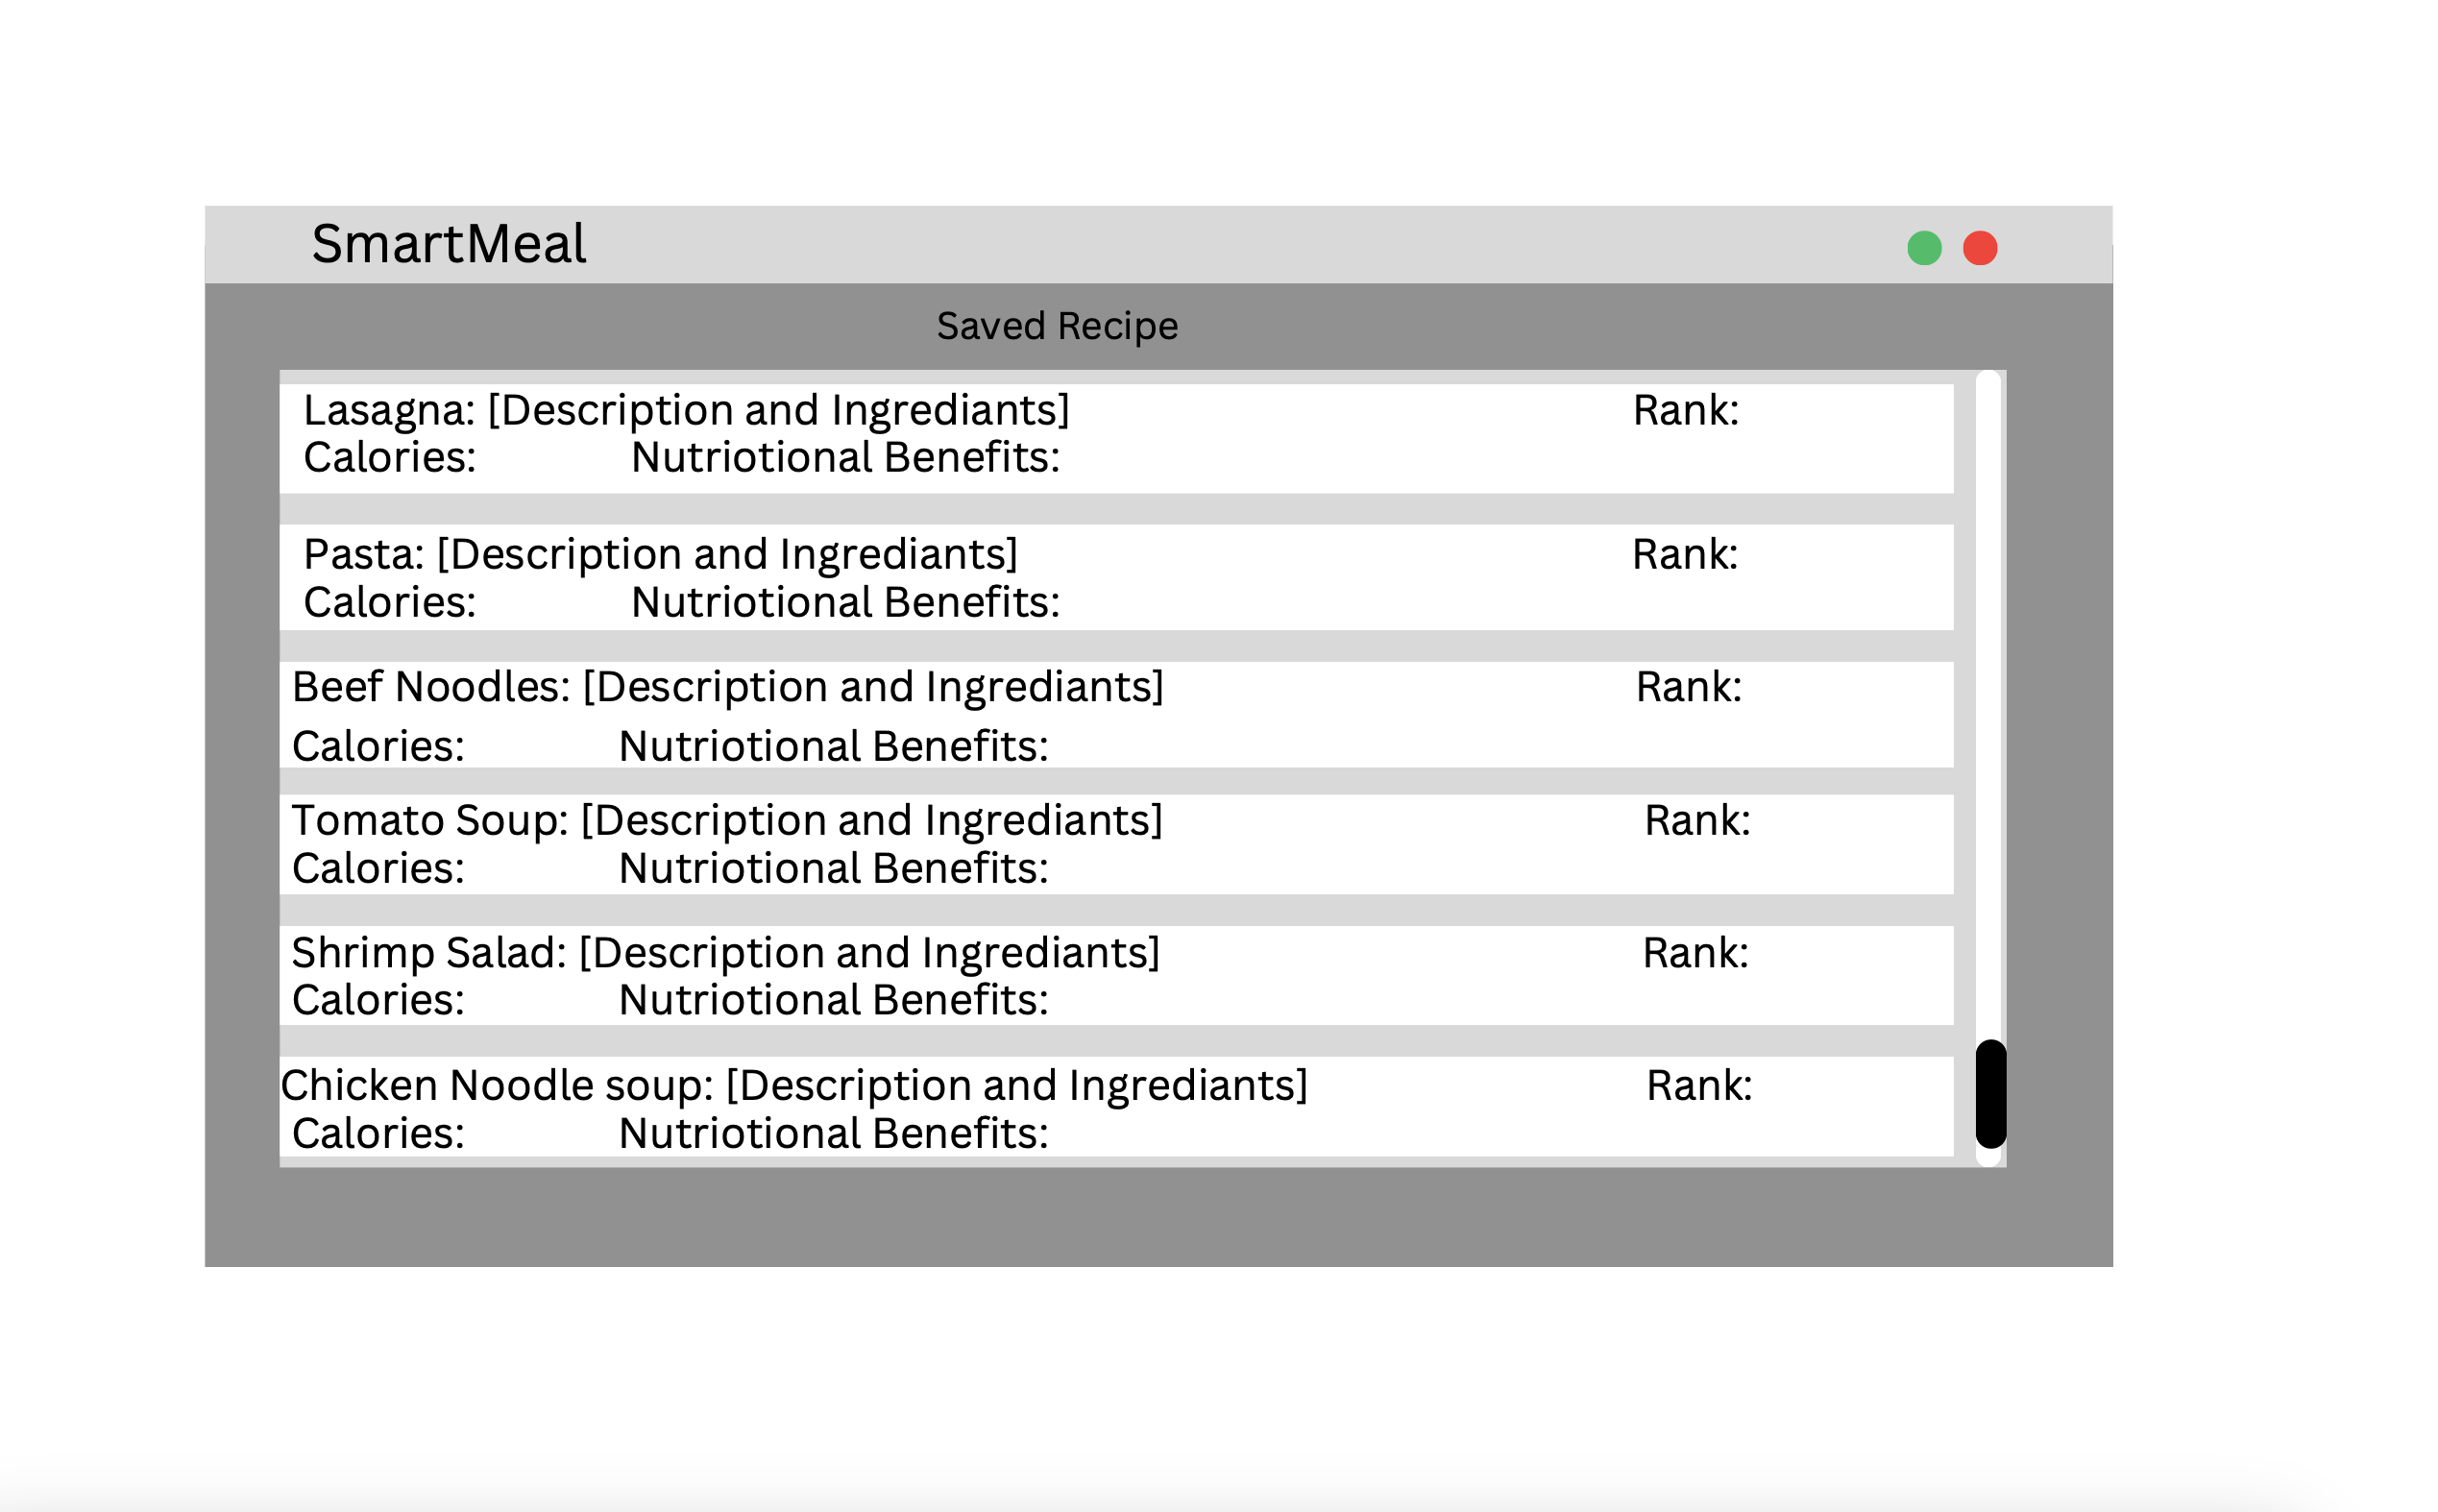 SmartMeal
Saved Recipe
Lasagna: [Description and Ingrediants] Rank:
Calories: Nutriotional Benefits:
Pasta: [Description and Ingrediants] Rank:
Calories: Nutriotional Benefits:
Beef Noodles: [Description and Ingrediants] Rank:
Calories: Nutriotional Benefits:
Tomato Soup: [Description and Ingrediants] Rank:
Calories: Nutriotional Benefits:
Shrimp Salad: [Description and Ingrediants] Rank:
Calories: Nutriotional Benefits:
Chicken Noodle soup: [Description and Ingrediants] Rank:
Calories: Nutriotional Benefits: